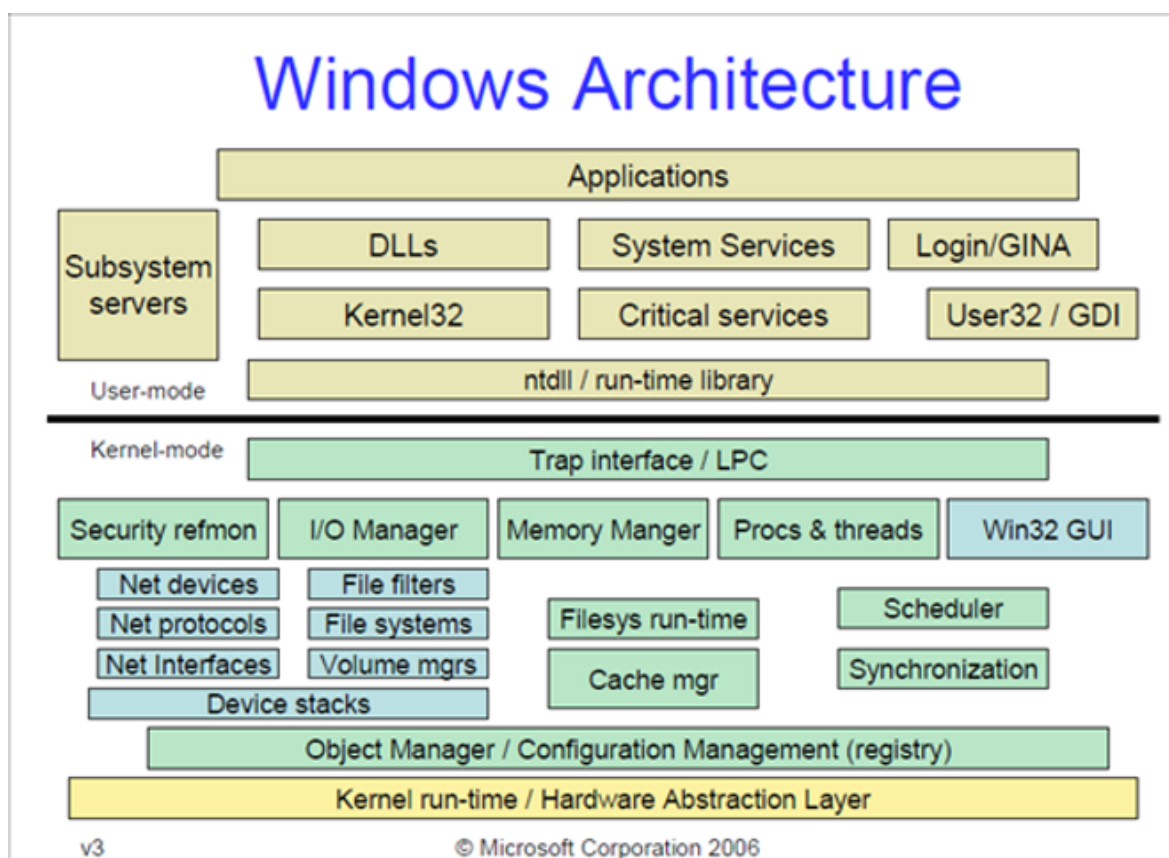 Windows Architecture
Applications
Subsystem
servers
DLLs
System Services
Login/GINA
Kernel32
Critical services
User32 / GDI
ntdll / run-time library
User-mode
Kernel-mode
Trap interface / LPC
Security refmon
I/O Manager
Memory Manger
Procs & threads
Win32 GUI
Net devices
File filters
Net protocols
File systems
Filesys run-time
Scheduler
Net Interfaces
Volume mgrs
Cache mgr
Synchronization
Device stacks
Object Manager / Configuration Management (registry)
Kernel run-time / Hardware Abstraction Layer
v3
© Microsoft Corporation 2006